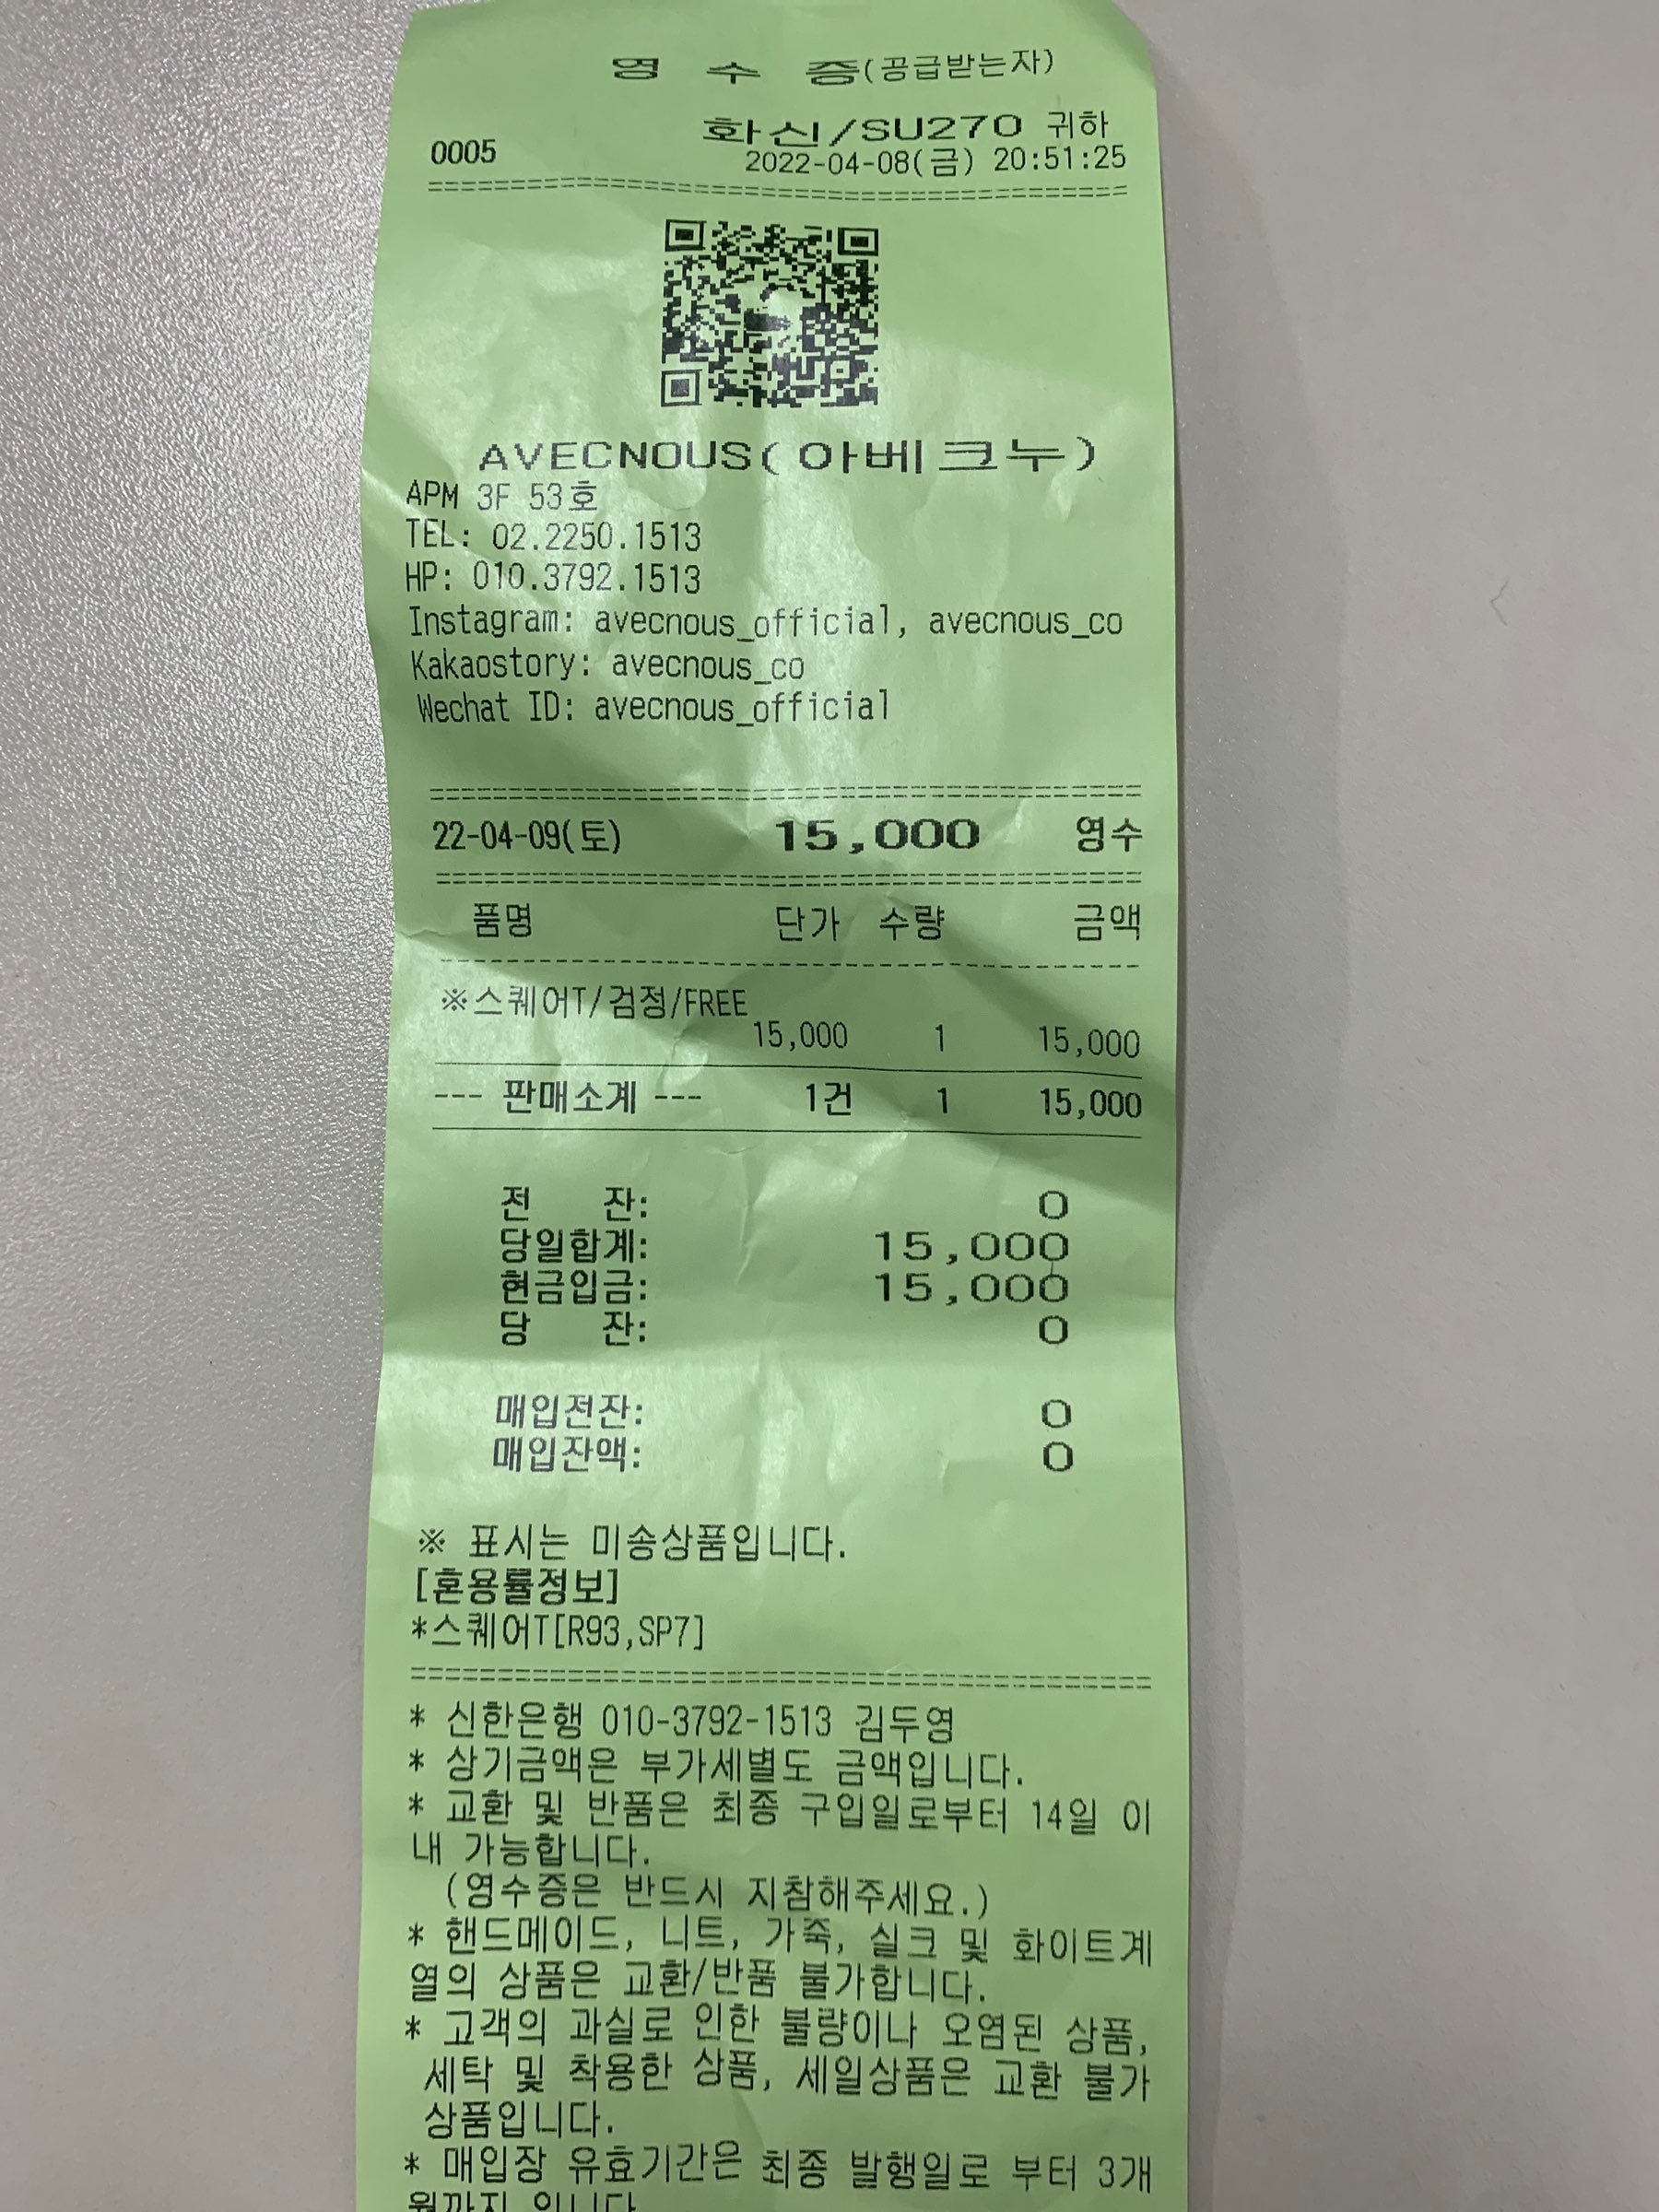 영 수 증(공급받는자)
화신/SU270 귀하
0005
2022-04-08(금) 20:51:25
AVECNOUS(아베크누)
APM 3F 53호
TEL: 02.2250.1513
HP: 010.3792.1513
Instagram: avecnous_official, avecnous_co
Kakaostory: avecnous_co
Wechat ID: avecnous_official
22-04-09(토) 15,000 영수
품명 단가 수량 금액
※스퀘어T/검정/FREE
15,000 1 15,000
--- 판매소계 --- 1건 1 15,000
전 잔: 0
당일합계: 15,000
현금입금: 15,000
당 잔: 0
매입전잔: 0
매입잔액: 0
※ 표시는 미송상품입니다.
[혼용률정보]
*스퀘어T[R93,SP7]
* 신한은행 010-3792-1513 김두영
* 상기금액은 부가세별도 금액입니다.
* 교환 및 반품은 최종 구입일로부터 14일 이
내 가능합니다.
(영수증은 반드시 지참해주세요.)
* 핸드메이드, 니트, 가죽, 실크 및 화이트계
열의 상품은 교환/반품 불가합니다.
* 고객의 과실로 인한 불량이나 오염된 상품,
세탁 및 착용한 상품, 세일상품은 교환 불가
상품입니다.
* 매입장 유효기간은 최종 발행일로 부터 3개
월까지 입니다